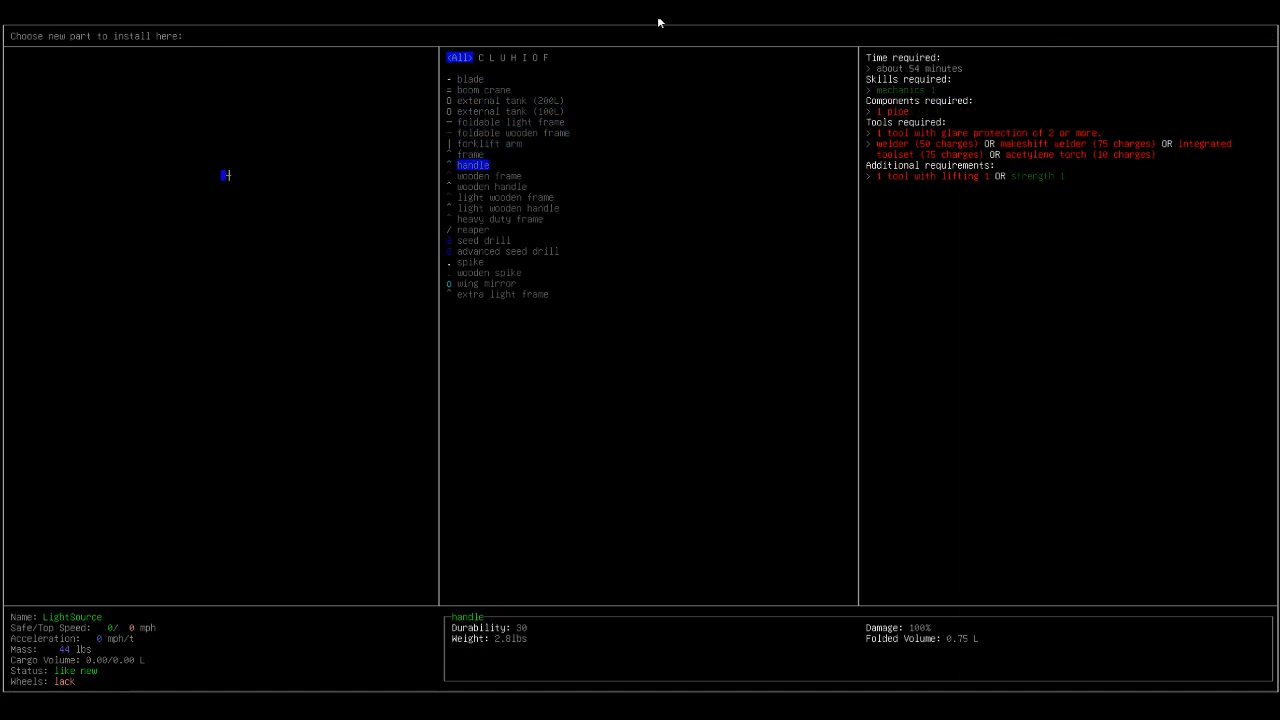 Choose new part to install here:
<All> C L U H I O F
- blade
= boom crane
O external tank (200L)
O external tank (100L)
─ foldable light frame
─ foldable wooden frame
| forklift arm
^ frame
^ handle
^ wooden frame
^ wooden handle
^ light wooden frame
^ light wooden handle
^ heavy duty frame
/ reaper
seed drill
advanced seed drill
. spike
. wooden spike
o wing mirror
^ extra light frame
Time required:
> about 54 minutes
Skills required:
> mechanics 1
Components required:
> 1 pipe
Tools required:
> 1 tool with glare protection of 2 or more.
> welder (50 charges) OR makeshift welder (75 charges) OR integrated
toolset (75 charges) OR acetylene torch (10 charges)
Additional requirements:
> 1 tool with lifting 1 OR strength 1
Name: LightSource
Safe/Top Speed: 0/ 0 mph
Acceleration: 0 mph/t
Mass: 44 lbs
Cargo Volume: 0.00/0.00 L
Status: like new
Wheels: lack
handle
Durability: 30
Weight: 2.8lbs
Damage: 100%
Folded Volume: 0.75 L